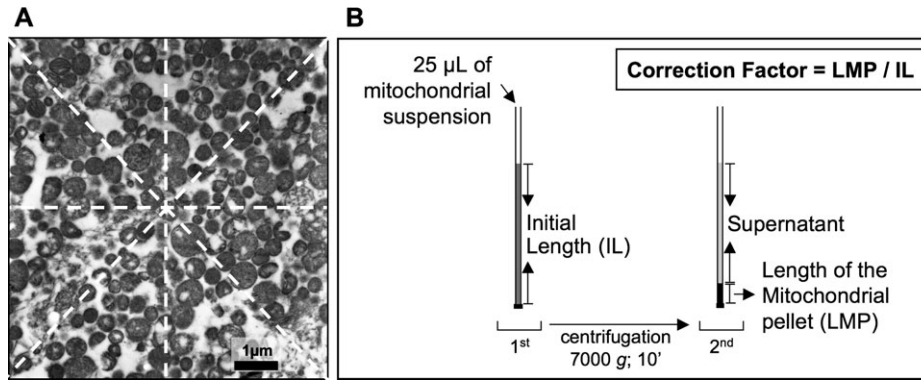 A
B
1µm
25 µL of
mitochondrial
suspension
Correction Factor = LMP / IL
Initial
Length (IL)
Supernatant
Length of the
Mitochondrial
pellet (LMP)
1st
centrifugation
7000 g; 10’
2nd